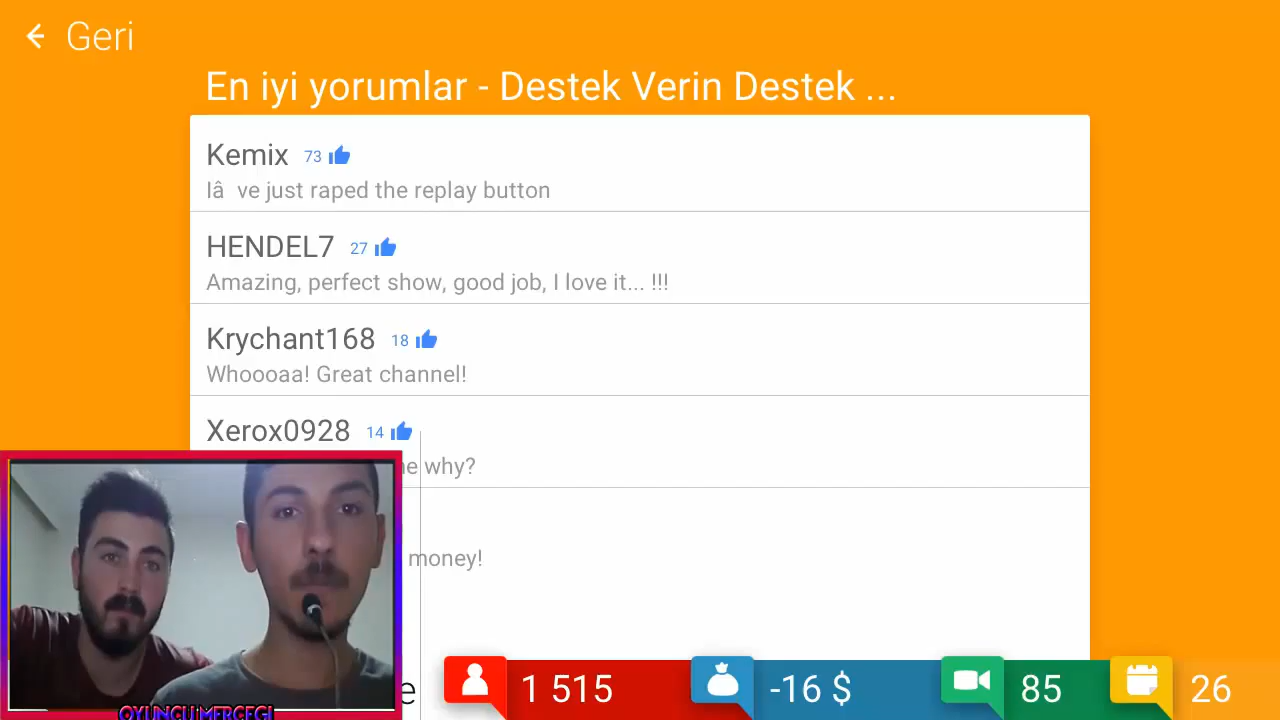 Geri
En iyi yorumlar - Destek Verin Destek ...
Kemix 73
Iâ ve just raped the replay button
HENDEL7 27
Amazing, perfect show, good job, I love it... !!!
Krychant168 18
Whoooaa! Great channel!
Xerox0928 14
why?
money!
1 515
-16 $
85
26
OYUNCU MERCEGI